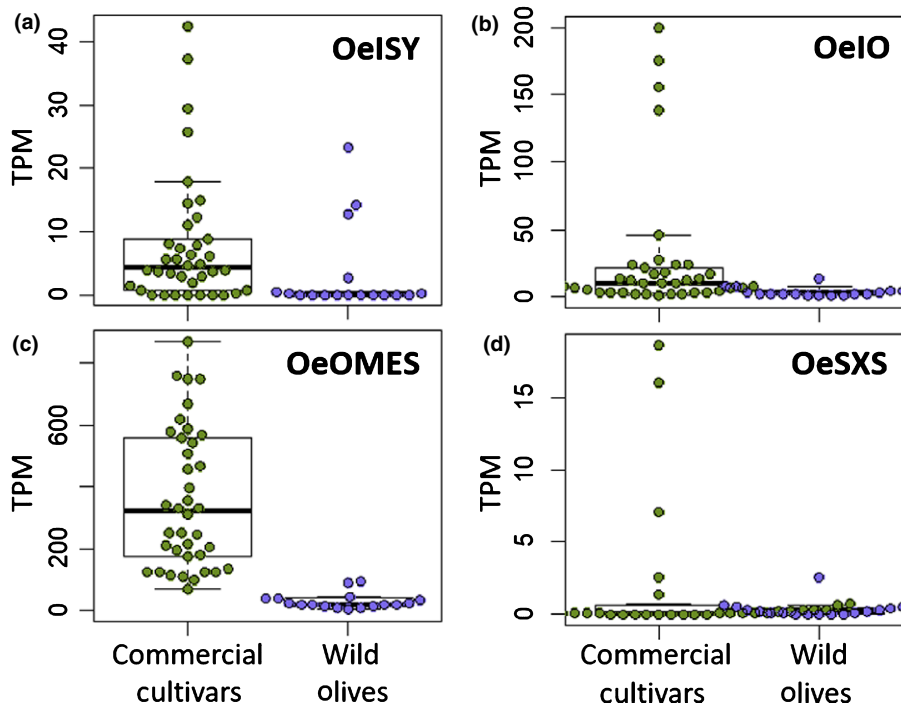 (a)
OeISY
TPM
40
30
20
10
0
(b)
OeIO
TPM
200
150
100
50
0
(c)
OeOMES
TPM
600
200
0
(d)
OeSXS
TPM
15
10
5
0
Commercial cultivars
Wild olives
Commercial cultivars
Wild olives